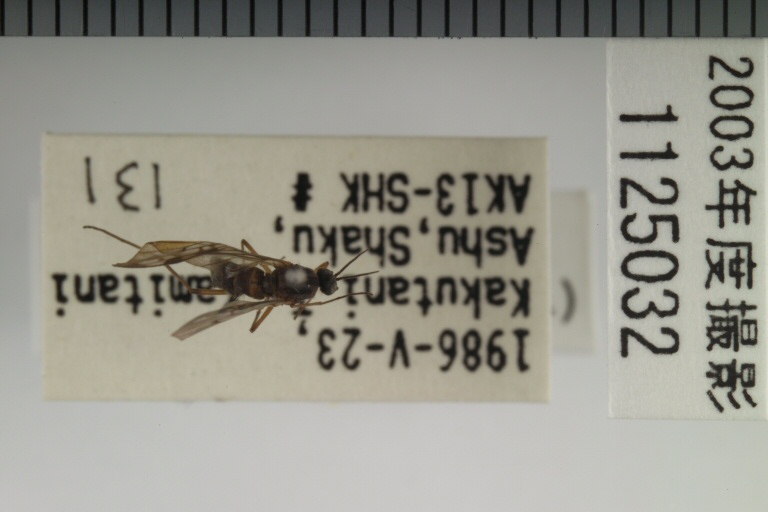 1986-V-23,
Kakutani
Ashu, Shaku,
AK13-SHK # 131
2003年度撮影
1125032